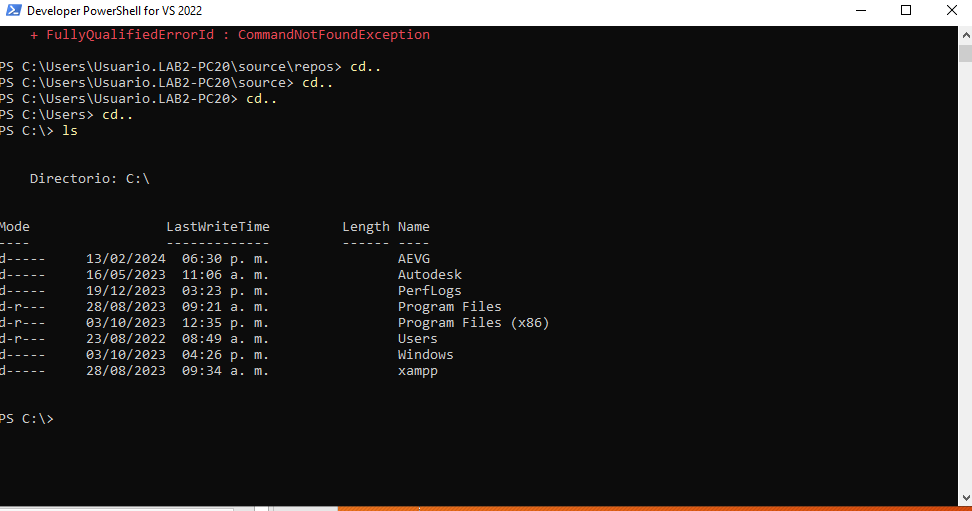 Developer PowerShell for VS 2022
+ FullyQualifiedErrorId : CommandNotFoundException
PS C:\Users\Usuario.LAB2-PC20\source\repos> cd..
PS C:\Users\Usuario.LAB2-PC20\source> cd..
PS C:\Users\Usuario.LAB2-PC20> cd..
PS C:\Users> cd..
PS C:\> ls
Directorio: C:\
Mode LastWriteTime Length Name
---- ------------- ------ ----
d----- 13/02/2024 06:30 p. m. AEVG
d----- 16/05/2023 11:06 a. m. Autodesk
d----- 19/12/2023 03:23 p. m. PerfLogs
d-r--- 28/08/2023 09:21 a. m. Program Files
d-r--- 03/10/2023 12:35 p. m. Program Files (x86)
d-r--- 23/08/2022 08:49 a. m. Users
d----- 03/10/2023 04:26 p. m. Windows
d----- 28/08/2023 09:34 a. m. xampp
PS C:\>